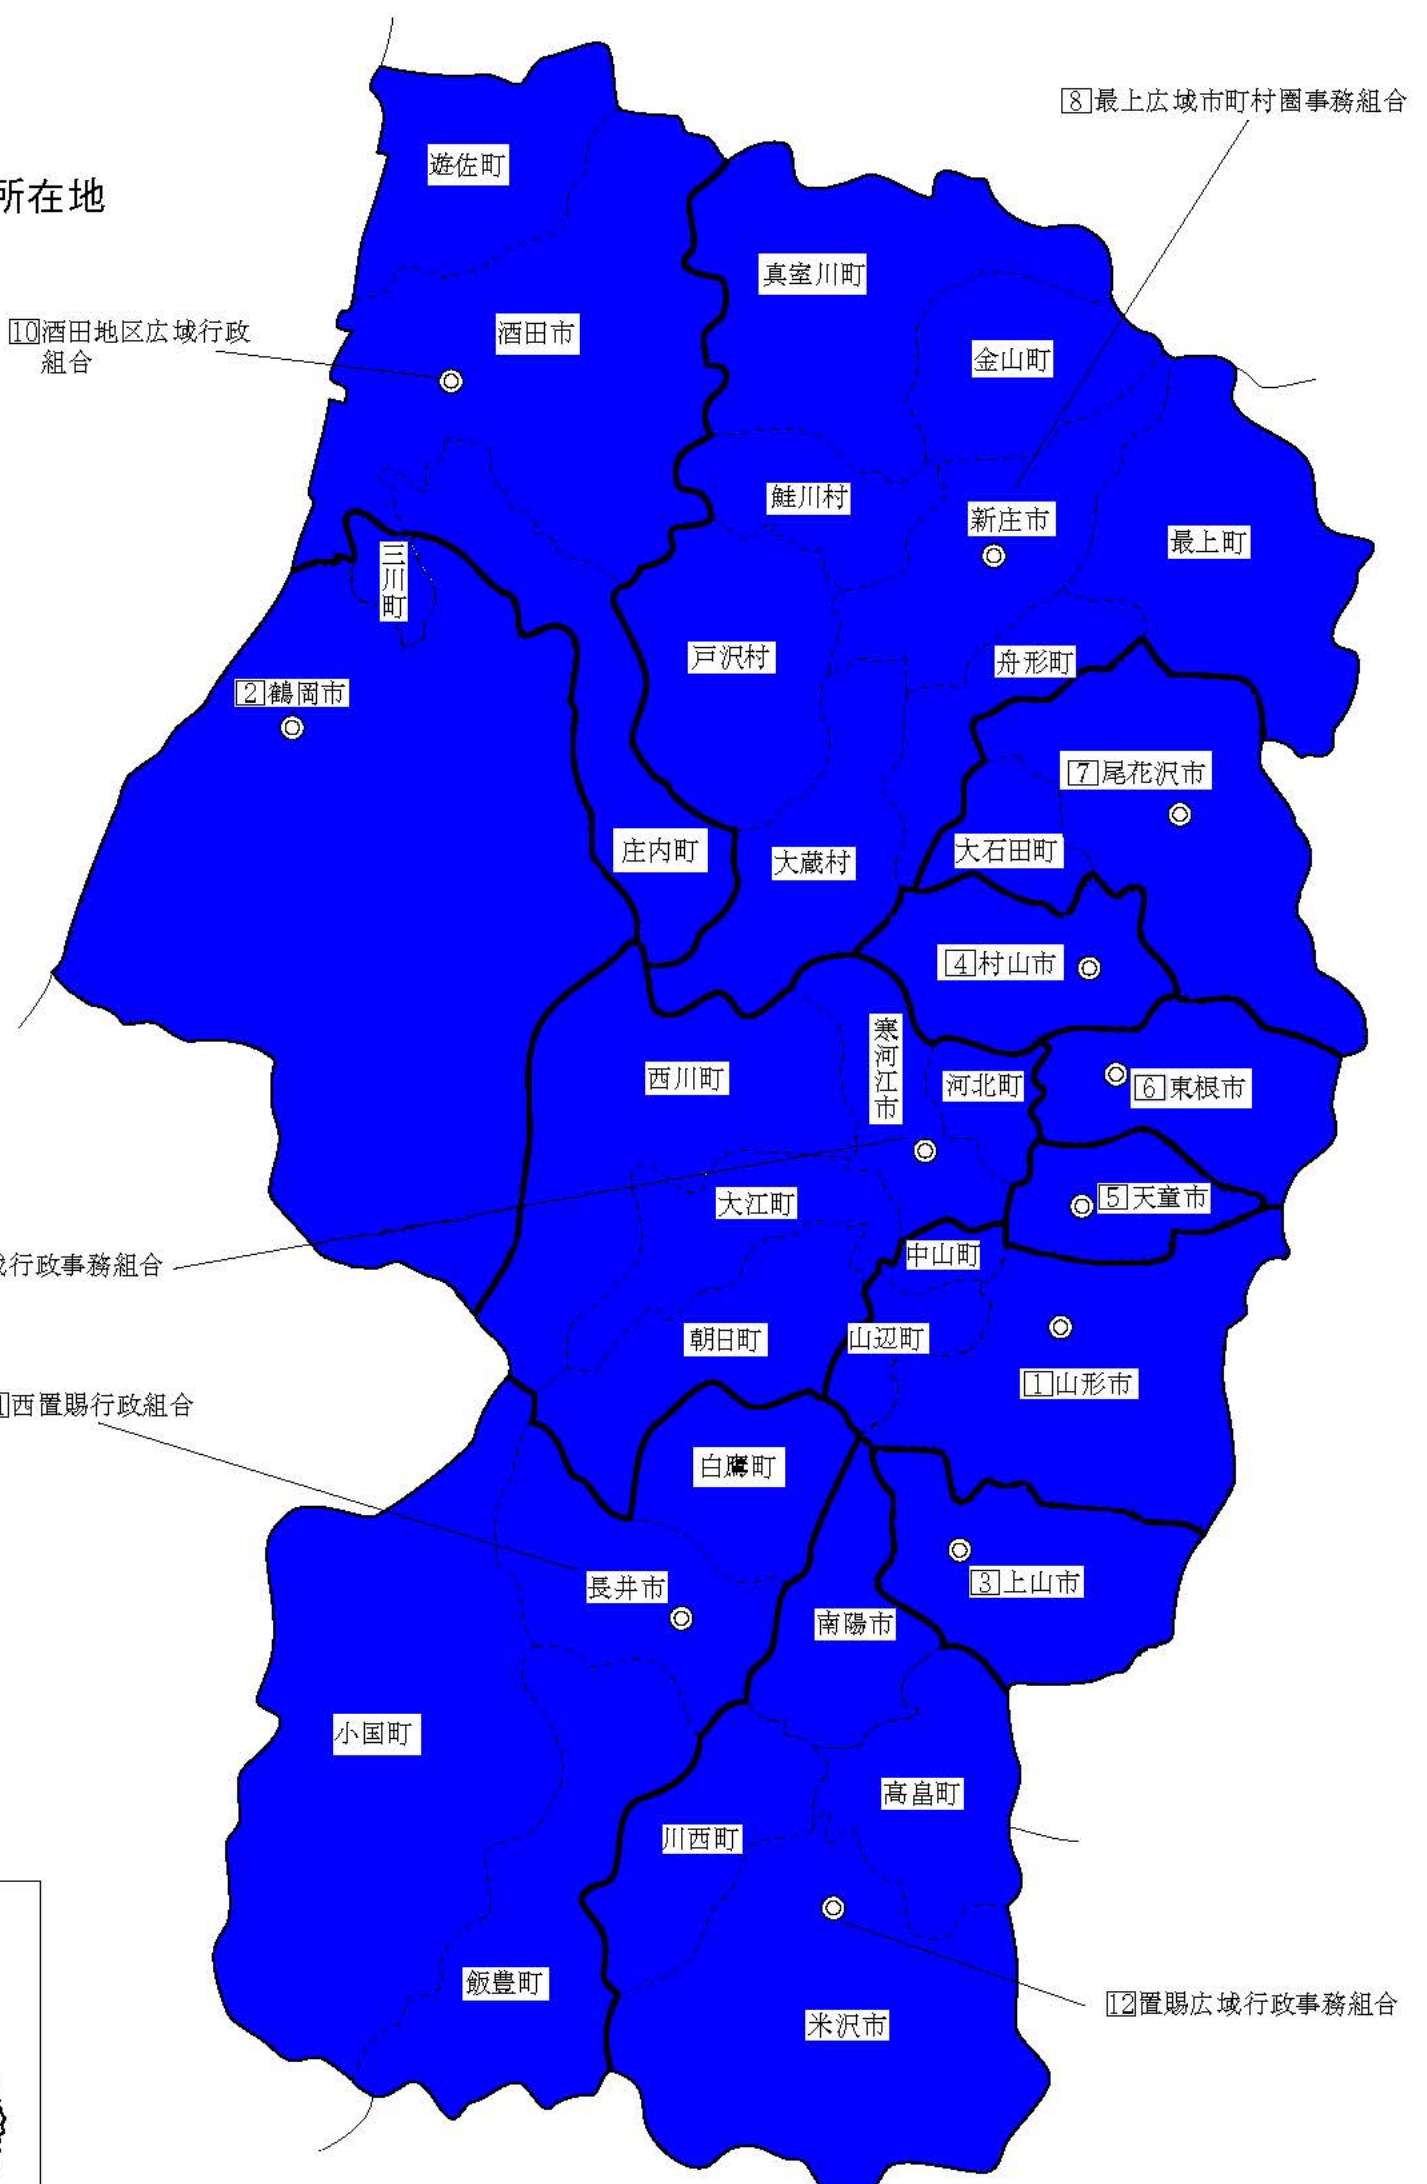 所在地
8最上広域市町村圏事務組合
遊佐町
真室川町
10酒田地区広域行政
組合
酒田市
金山町
鮭川村
新庄市
最上町
三川町
戸沢村
舟形町
2鶴岡市
7尾花沢市
庄内町
大蔵村
大石田町
4村山市
寒河江市
西川町
河北町
6東根市
大江町
5天童市
行政事務組合
中山町
朝日町
山辺町
1山形市
西置賜行政組合
白鷹町
長井市
3上山市
南陽市
小国町
高畠町
川西町
飯豊町
12置賜広域行政事務組合
米沢市